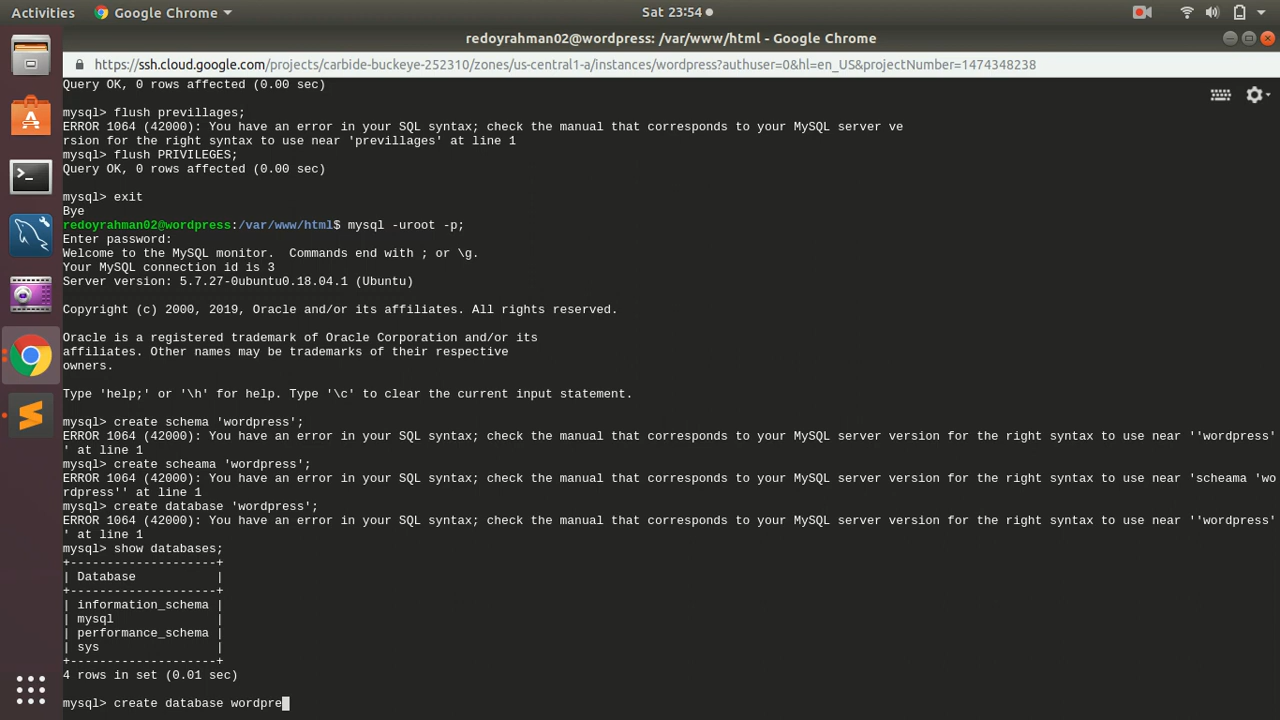 Activities Google Chrome Sat 23:54
redoyrahman02@wordpress: /var/www/html - Google Chrome
https://ssh.cloud.google.com/projects/carbide-buckeye-252310/zones/us-central1-a/instances/wordpress?authuser=0&hl=en_US&projectNumber=1474348238
Query OK, 0 rows affected (0.00 sec)
mysql> flush previllages;
ERROR 1064 (42000): You have an error in your SQL syntax; check the manual that corresponds to your MySQL server ve
rsion for the right syntax to use near 'previllages' at line 1
mysql> flush PRIVILEGES;
Query OK, 0 rows affected (0.00 sec)
mysql> exit
Bye
redoyrahman02@wordpress:/var/www/html$ mysql -uroot -p;
Enter password:
Welcome to the MySQL monitor.  Commands end with ; or \g.
Your MySQL connection id is 3
Server version: 5.7.27-0ubuntu0.18.04.1 (Ubuntu)
Copyright (c) 2000, 2019, Oracle and/or its affiliates. All rights reserved.
Oracle is a registered trademark of Oracle Corporation and/or its
affiliates. Other names may be trademarks of their respective
owners.
Type 'help;' or '\h' for help. Type '\c' to clear the current input statement.
mysql> create schema 'wordpress';
ERROR 1064 (42000): You have an error in your SQL syntax; check the manual that corresponds to your MySQL server version for the right syntax to use near ''wordpress'
' at line 1
mysql> create scheama 'wordpress';
ERROR 1064 (42000): You have an error in your SQL syntax; check the manual that corresponds to your MySQL server version for the right syntax to use near 'scheama 'wo
rdpress'' at line 1
mysql> create database 'wordpress';
ERROR 1064 (42000): You have an error in your SQL syntax; check the manual that corresponds to your MySQL server version for the right syntax to use near ''wordpress'
' at line 1
mysql> show databases;
+--------------------+
| Database           |
+--------------------+
| information_schema |
| mysql              |
| performance_schema |
| sys                |
+--------------------+
4 rows in set (0.01 sec)
mysql> create database wordpre